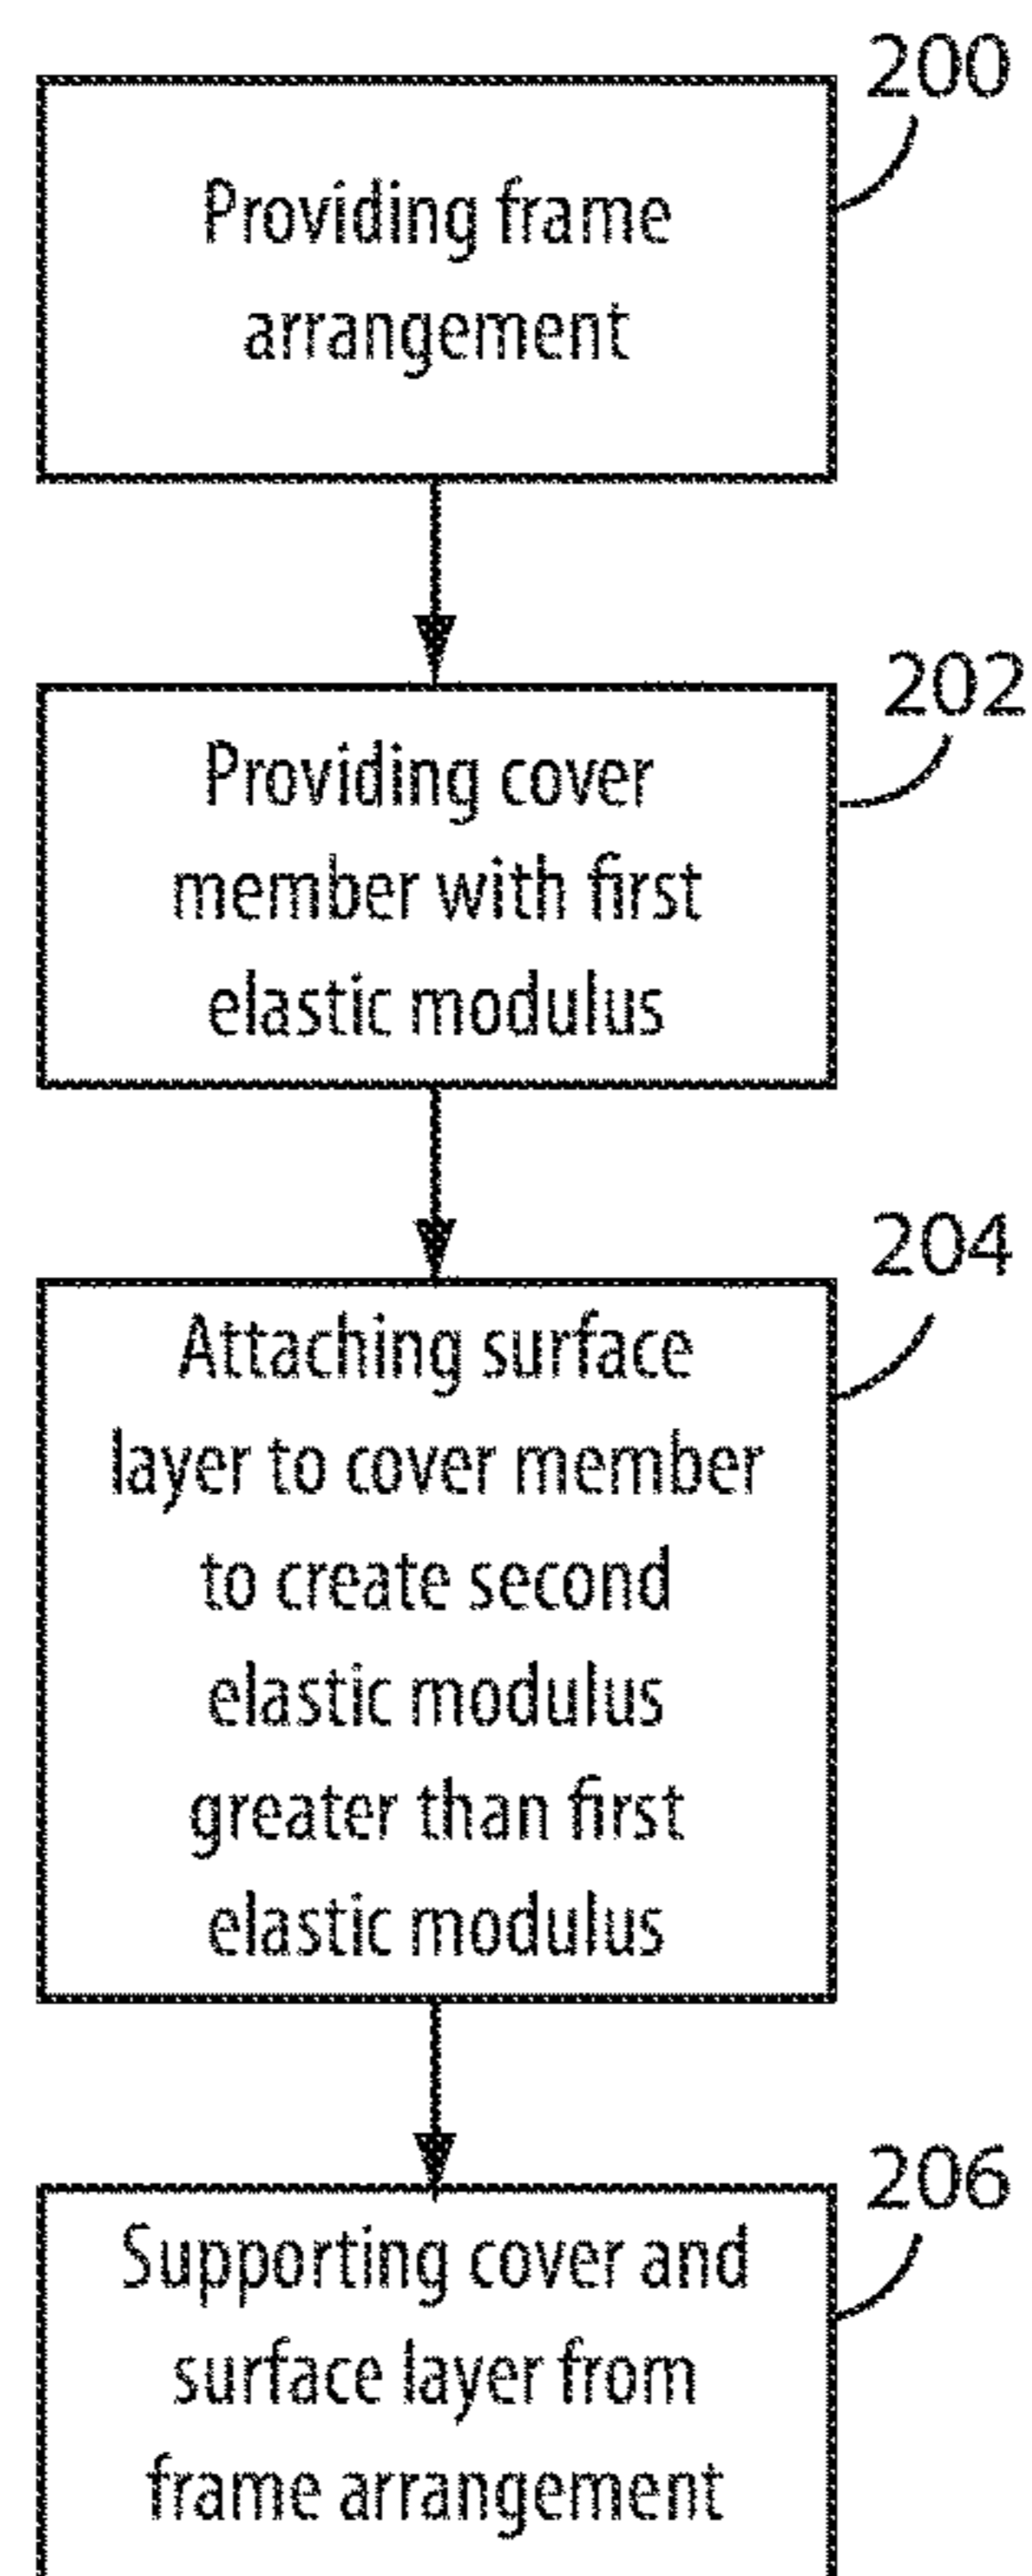 200
Providing frame
arrangement
202
Providing cover
member with first
elastic modulus
204
Attaching surface
layer to cover member
to create second
elastic modulus
greater than first
elastic modulus
206
Supporting cover and
surface layer from
frame arrangement